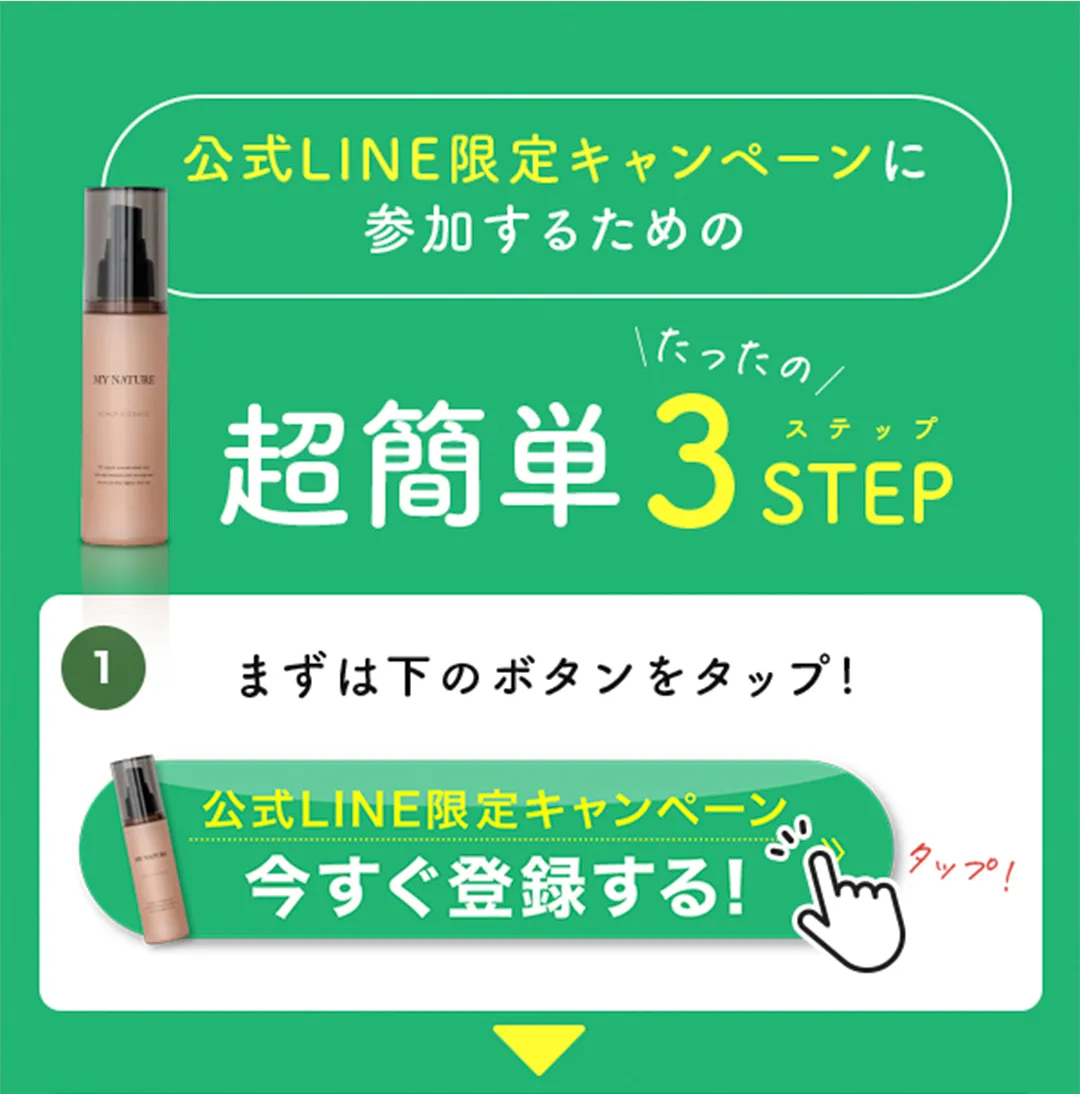 公式LINE限定キャンペーンに
参加するための
たったの
超簡単3STEP
ステップ
MY NATURE
1
まずは下のボタンをタップ!
公式LINE限定キャンペーン
今すぐ登録する!
タップ!
MY NATURE